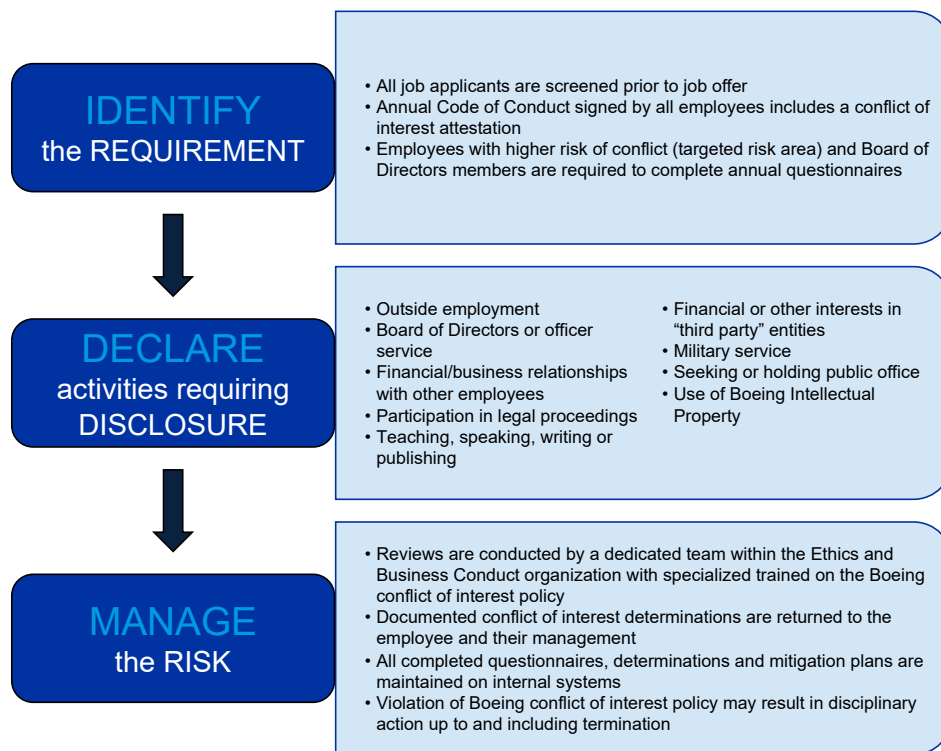 IDENTIFY
the REQUIREMENT
• All job applicants are screened prior to job offer
• Annual Code of Conduct signed by all employees includes a conflict of
interest attestation
• Employees with higher risk of conflict (targeted risk area) and Board of
Directors members are required to complete annual questionnaires
DECLARE
activities requiring
DISCLOSURE
• Outside employment
• Board of Directors or officer
service
• Financial/business relationships
with other employees
• Participation in legal proceedings
• Teaching, speaking, writing or
publishing
• Financial or other interests in
“third party” entities
• Military service
• Seeking or holding public office
• Use of Boeing Intellectual
Property
MANAGE
the RISK
• Reviews are conducted by a dedicated team within the Ethics and
Business Conduct organization with specialized trained on the Boeing
conflict of interest policy
• Documented conflict of interest determinations are returned to the
employee and their management
• All completed questionnaires, determinations and mitigation plans are
maintained on internal systems
• Violation of Boeing conflict of interest policy may result in disciplinary
action up to and including termination